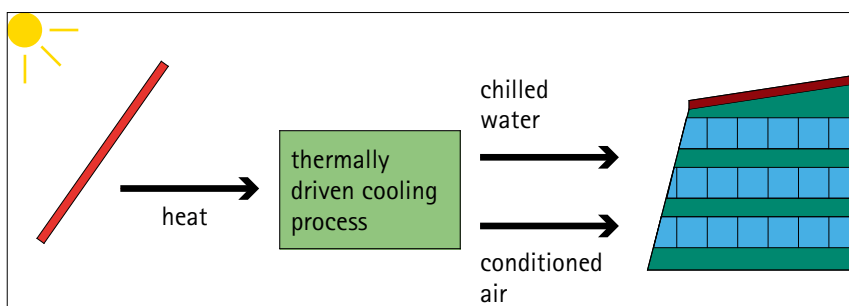 heat
thermally
driven cooling
process
chilled
water
conditioned
air